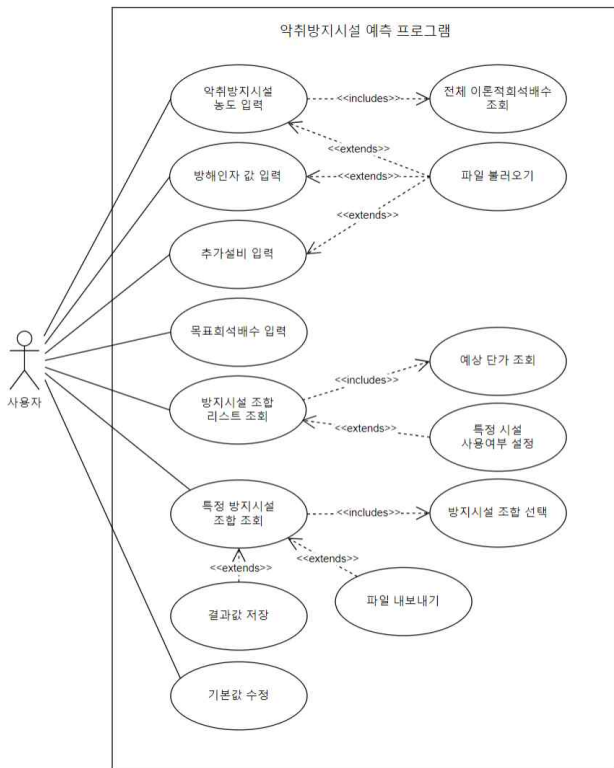 악취방지시설 예측 프로그램
악취방지시설
농도 입력
<<includes>>
전체 이론적희석배수
조회
<<extends>>
방해인자 값 입력
<<extends>>
파일 불러오기
<<extends>>
추가설비 입력
목표희석배수 입력
사용자
예상 단가 조회
<<includes>>
방지시설 조합
리스트 조회
<<extends>>
특정 시설
사용여부 설정
특정 방지시설
조합 조회
<<includes>>
방지시설 조합 선택
<<extends>>
<<extends>>
결과값 저장
파일 내보내기
기본값 수정